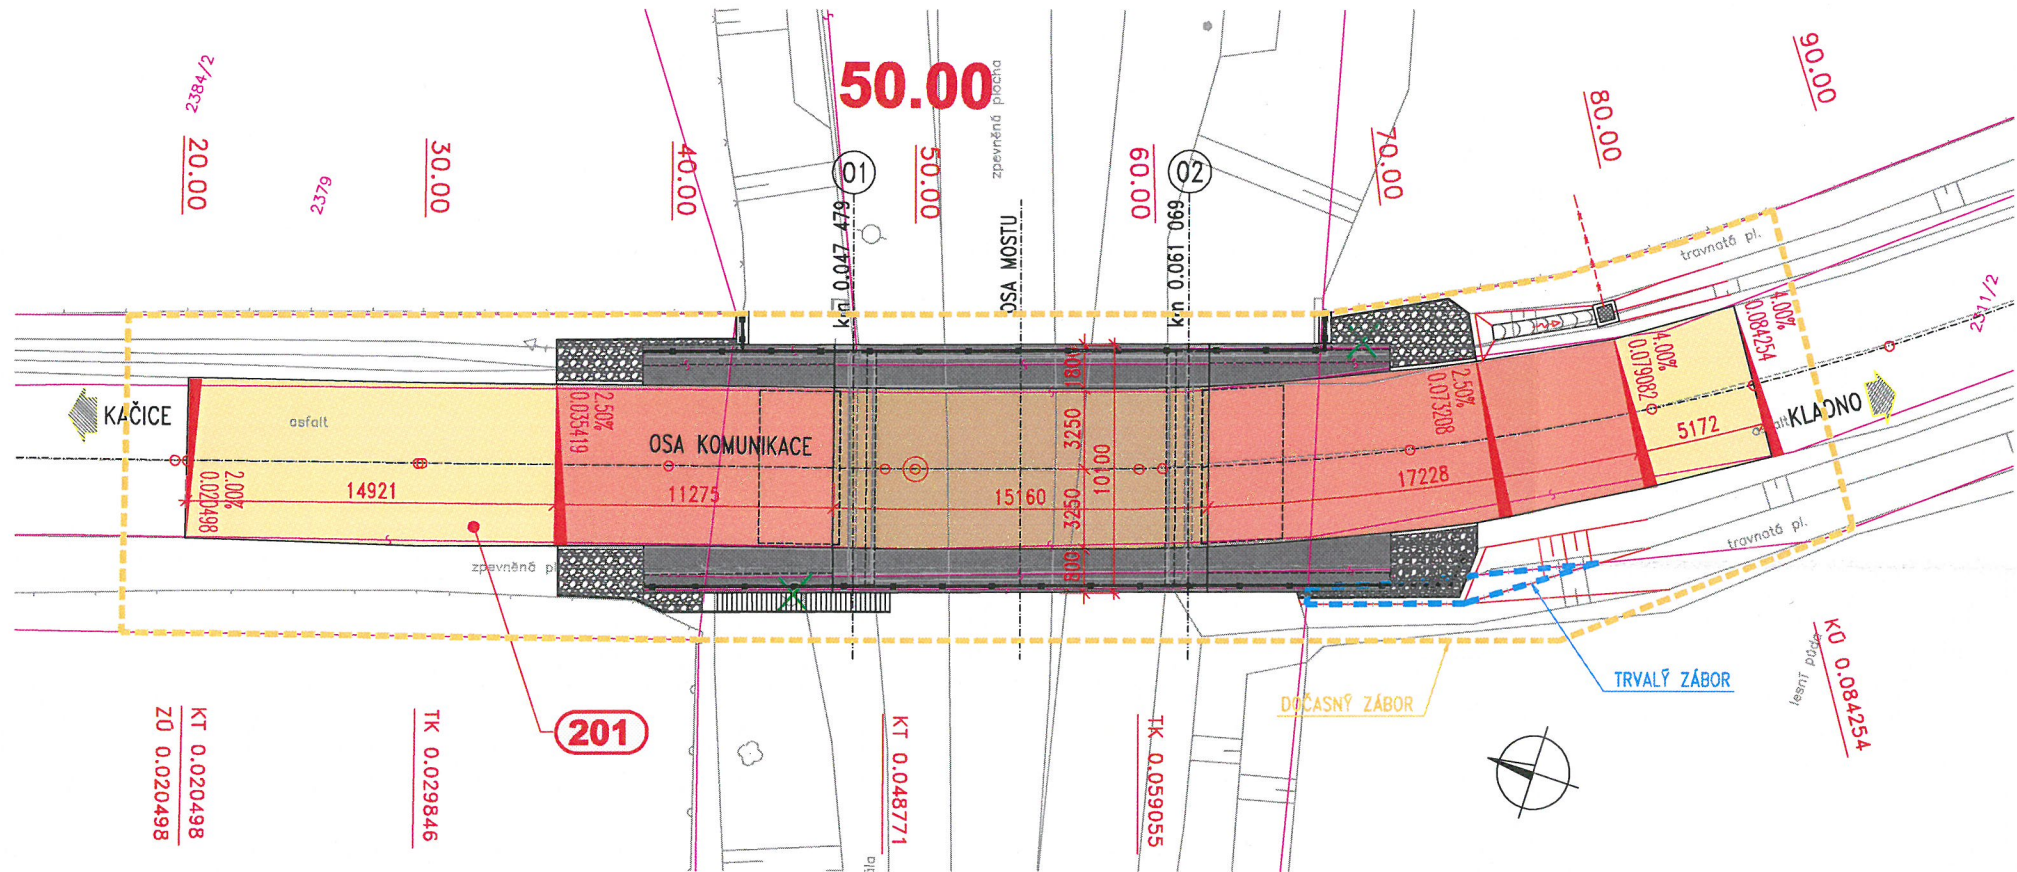 2384/2
2379
20.00
30.00
40.00
50.00
50.00
60.00
70.00
80.00
90.00
zpevněná plocha
01
02
km 0.047 479
OSA MOSTU
km 0.061 069
travnatá pl.
2311/2
KAČICE
asfalt
2.50%
0.035419
OSA KOMUNIKACE
1800
3250
10100
3250
800
2.50%
0.073208
4.00%
0.079082
4.00%
0.084254
KLADNO
2.00%
0.020498
14921
11275
15160
17228
5172
travnatá pl.
zpevněná pl
201
DOČASNÝ ZÁBOR
TRVALÝ ZÁBOR
lesní půda
KÚ 0.084254
ZÚ 0.020498
KT 0.020498
TK 0.029846
KT 0.048771
TK 0.059055